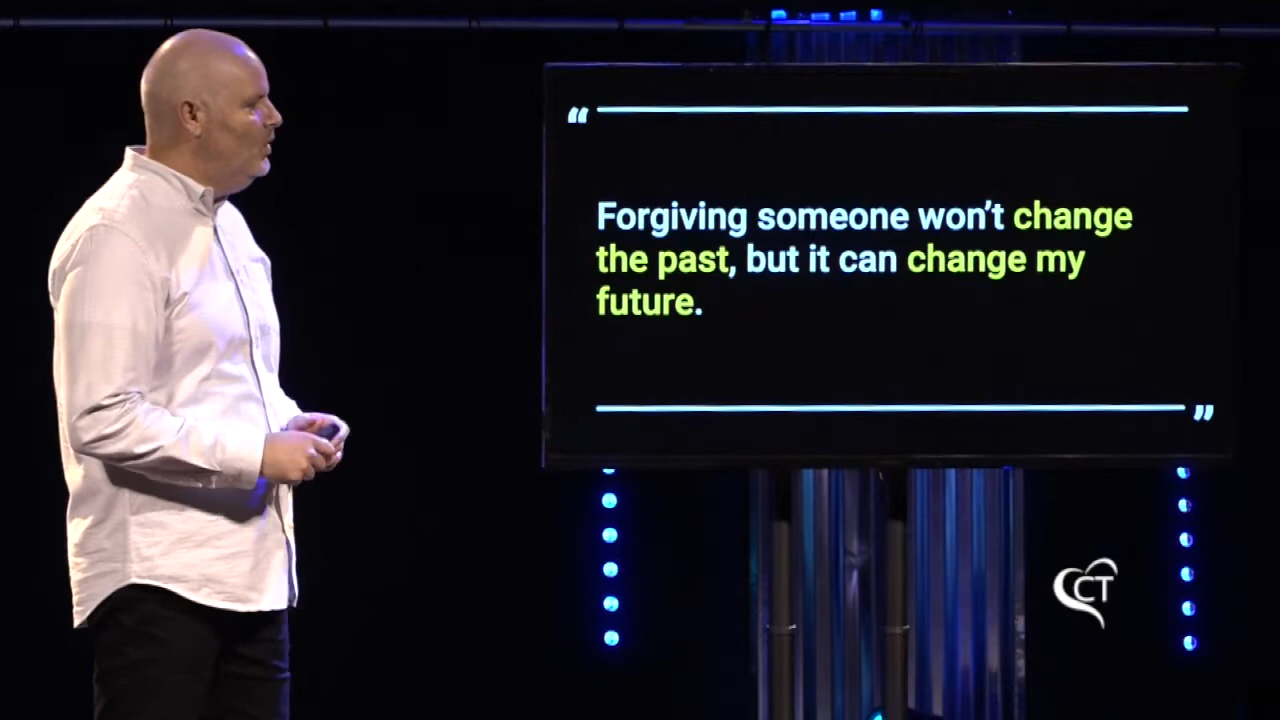 “
Forgiving someone won’t change
the past, but it can change my
future.
”
CT